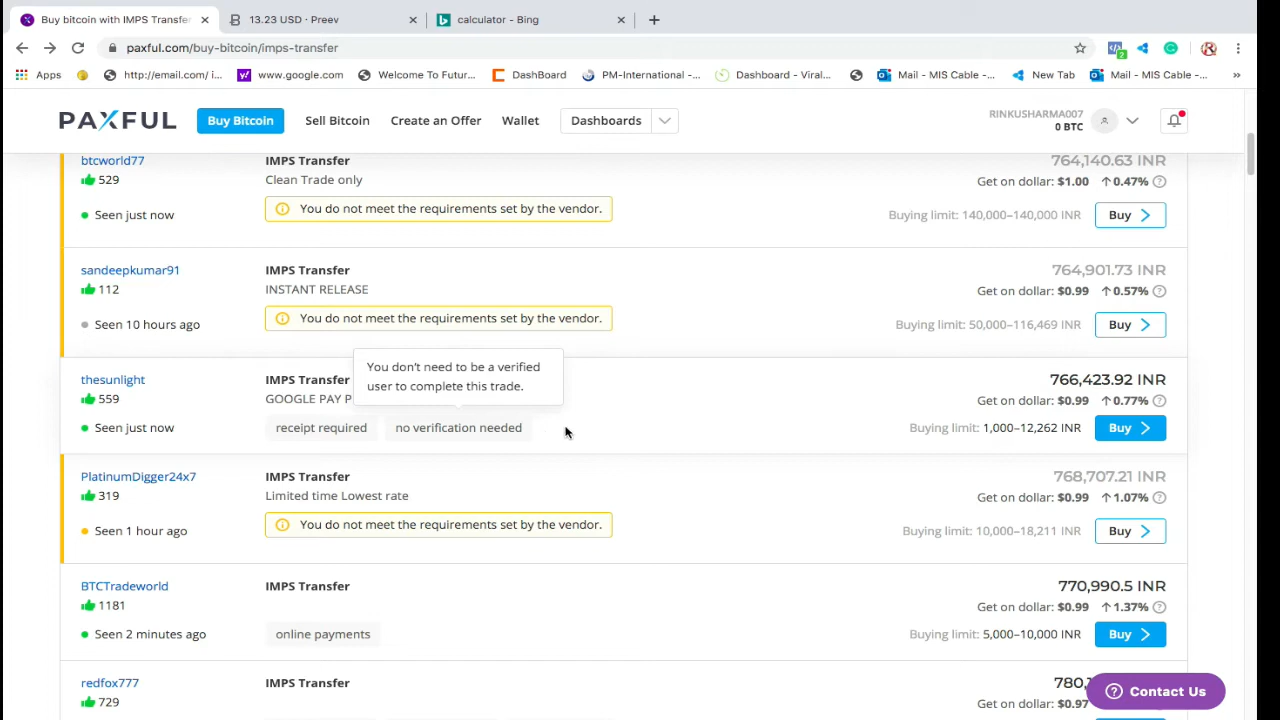 Buy bitcoin with IMPS Transfer
13.23 USD - Preev
calculator - Bing
paxful.com/buy-bitcoin/imps-transfer
2
Apps
http://email.com/ i...
www.google.com
Welcome To Futur...
DashBoard
PM-International -...
Dashboard - Viral...
Mail - MIS Cable -...
New Tab
Mail - MIS Cable -...
»
PAXFUL
Buy Bitcoin
Sell Bitcoin
Create an Offer
Wallet
Dashboards
RINKUSHARMA007
0 BTC
btcworld77
IMPS Transfer
764,140.63 INR
529
Clean Trade only
Get on dollar: $1.00 ↑0.47%
Seen just now
You do not meet the requirements set by the vendor.
Buying limit: 140,000–140,000 INR
Buy
sandeepkumar91
IMPS Transfer
764,901.73 INR
112
INSTANT RELEASE
Get on dollar: $0.99 ↑0.57%
Seen 10 hours ago
You do not meet the requirements set by the vendor.
Buying limit: 50,000–116,469 INR
Buy
You don't need to be a verified
user to complete this trade.
thesunlight
IMPS Transfer
766,423.92 INR
559
GOOGLE PAY P
Get on dollar: $0.99 ↑0.77%
Seen just now
receipt required
no verification needed
Buying limit: 1,000–12,262 INR
Buy
PlatinumDigger24x7
IMPS Transfer
768,707.21 INR
319
Limited time Lowest rate
Get on dollar: $0.99 ↑1.07%
Seen 1 hour ago
You do not meet the requirements set by the vendor.
Buying limit: 10,000–18,211 INR
Buy
BTCTradeworld
IMPS Transfer
770,990.5 INR
1181
Get on dollar: $0.99 ↑1.37%
Seen 2 minutes ago
online payments
Buying limit: 5,000–10,000 INR
Buy
redfox777
IMPS Transfer
780,
729
Get on dollar: $0.97
Contact Us